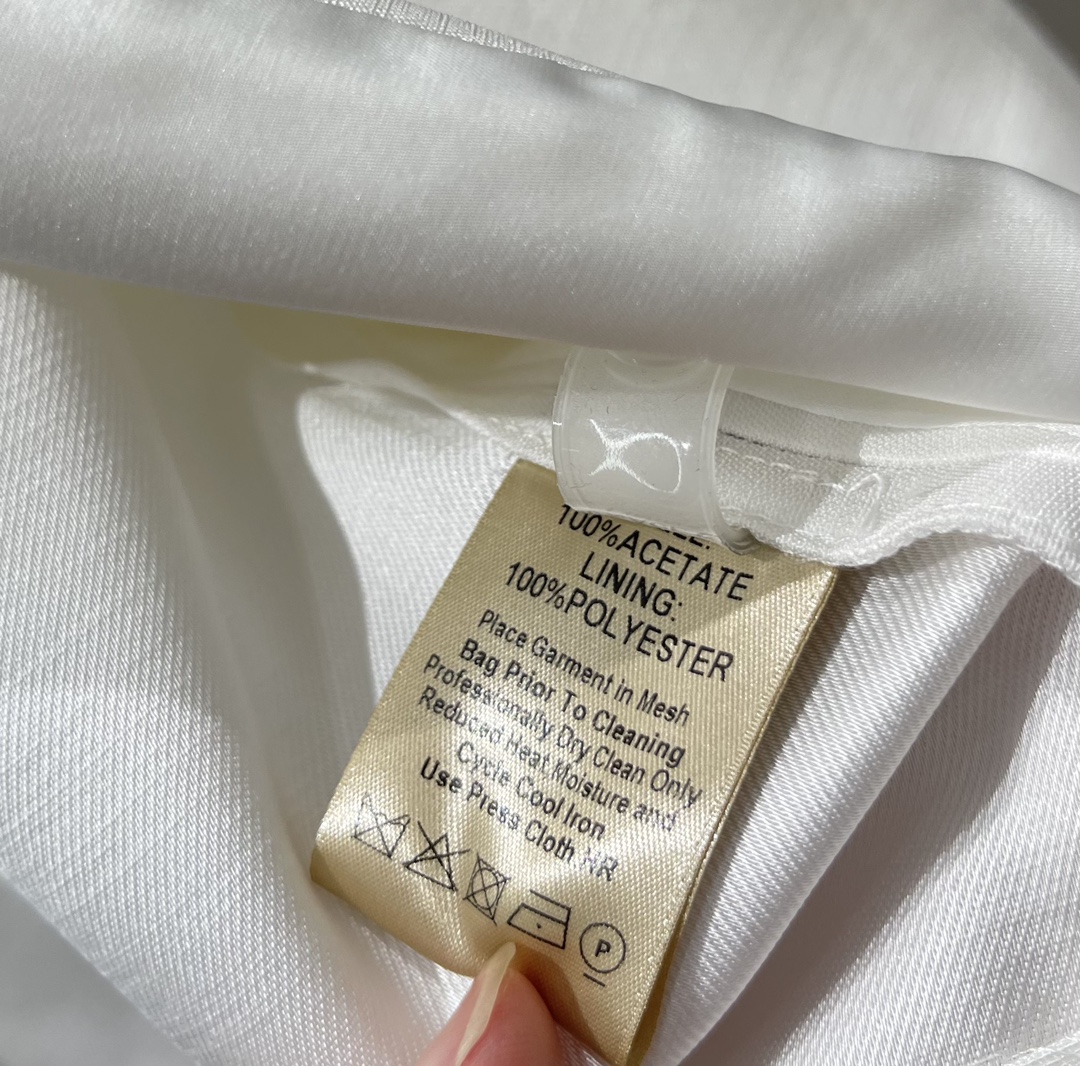 100%ACETATE
LINING:
100%POLYESTER
Place Garment in Mesh
Bag Prior To Cleaning
Professionally Dry Clean Only
Reduced Heat Moisture and
Cycle Cool Iron
Use Press Cloth HR
P